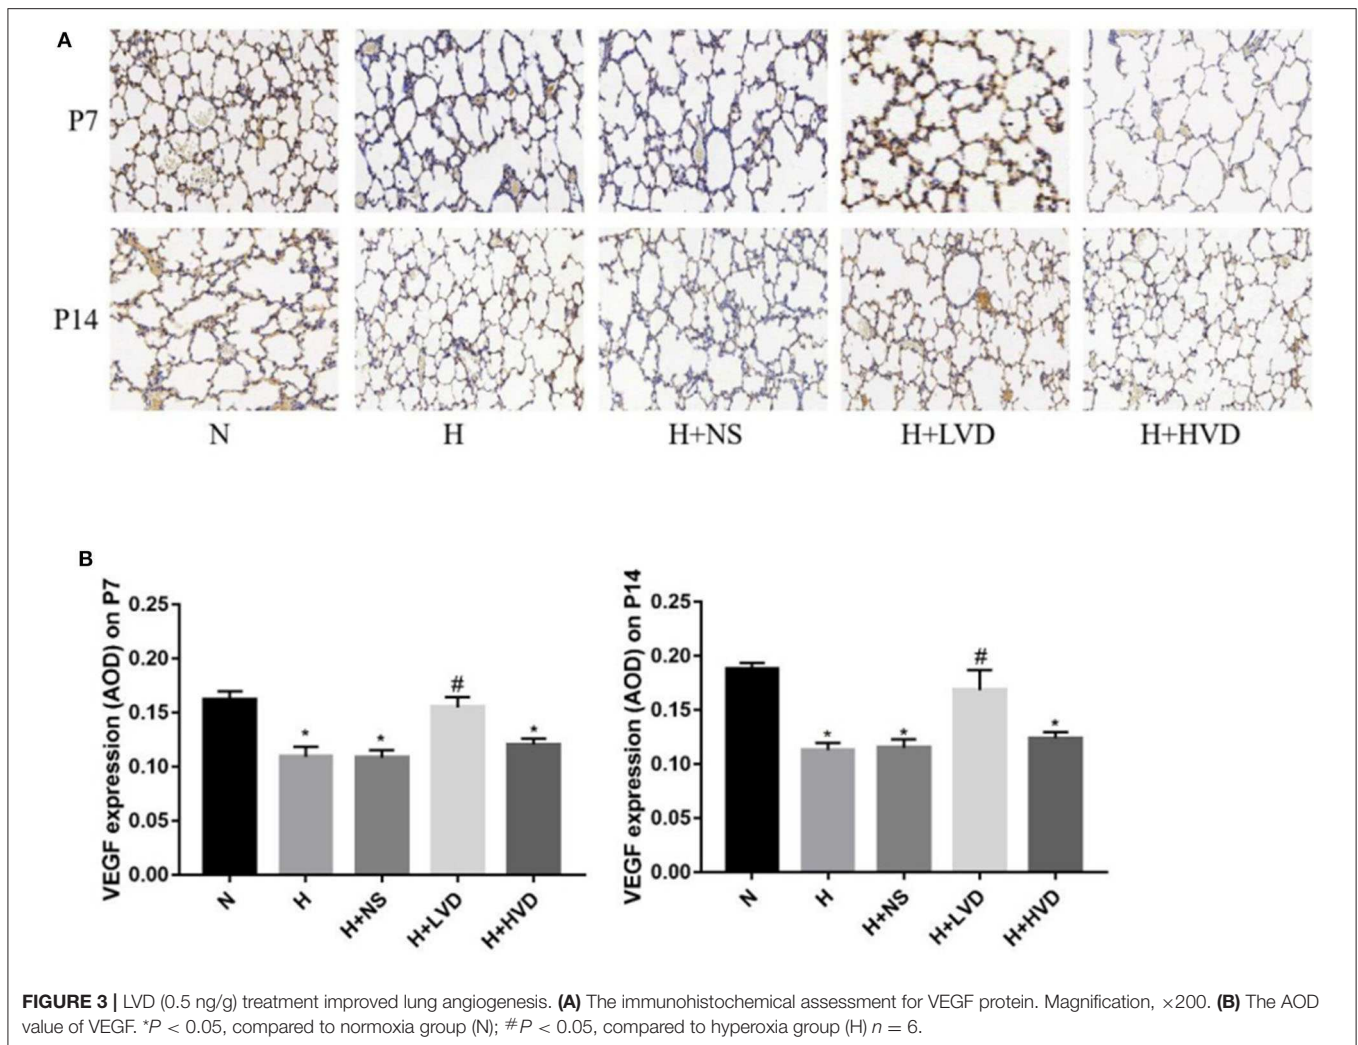 A
P7
P14
N H H+NS H+LVD H+HVD
B
VEGF expression (AOD) on P7
0.25
0.20
0.15
0.10
0.05
0.00
* * # *
N H H+NS H+LVD H+HVD
VEGF expression (AOD) on P14
0.25
0.20
0.15
0.10
0.05
0.00
* * # *
N H H+NS H+LVD H+HVD
FIGURE 3 | LVD (0.5 ng/g) treatment improved lung angiogenesis. (A) The immunohistochemical assessment for VEGF protein. Magnification, ×200. (B) The AOD
value of VEGF. *P < 0.05, compared to normoxia group (N); #P < 0.05, compared to hyperoxia group (H) n = 6.